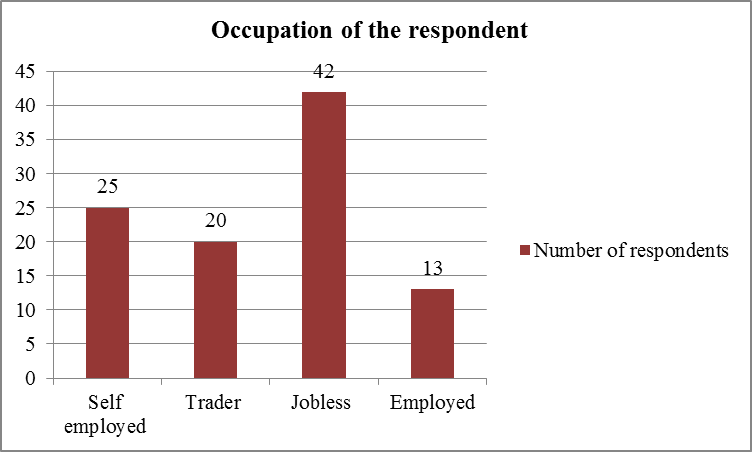 Occupation of the respondent
45
40
35
30
25
20
15
10
5
0
25
20
42
13
Self
employed
Trader
Jobless
Employed
Number of respondents